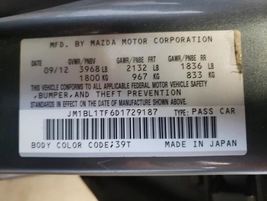 MFD. BY MAZDA MOTOR CORPORATION
GVWR/PNBV GAWR/PNBE FRT GAWR/PNBE RR
09/12 3968 LB 2132 LB 1836 LB
1800 KG 967 KG 833 KG
THIS VEHICLE CONFORMS TO ALL APPLICABLE FEDERAL MOTOR VEHICLE SAFETY
, BUMPER, AND THEFT PREVENTION
STANDARDS IN EFFECT ON THE DATE OF MANUFACTURE SHOWN ABOVE.
JM1BL1TF6D1729187 TYPE: PASS CAR
BODY COLOR CODE;39T MADE IN JAPAN